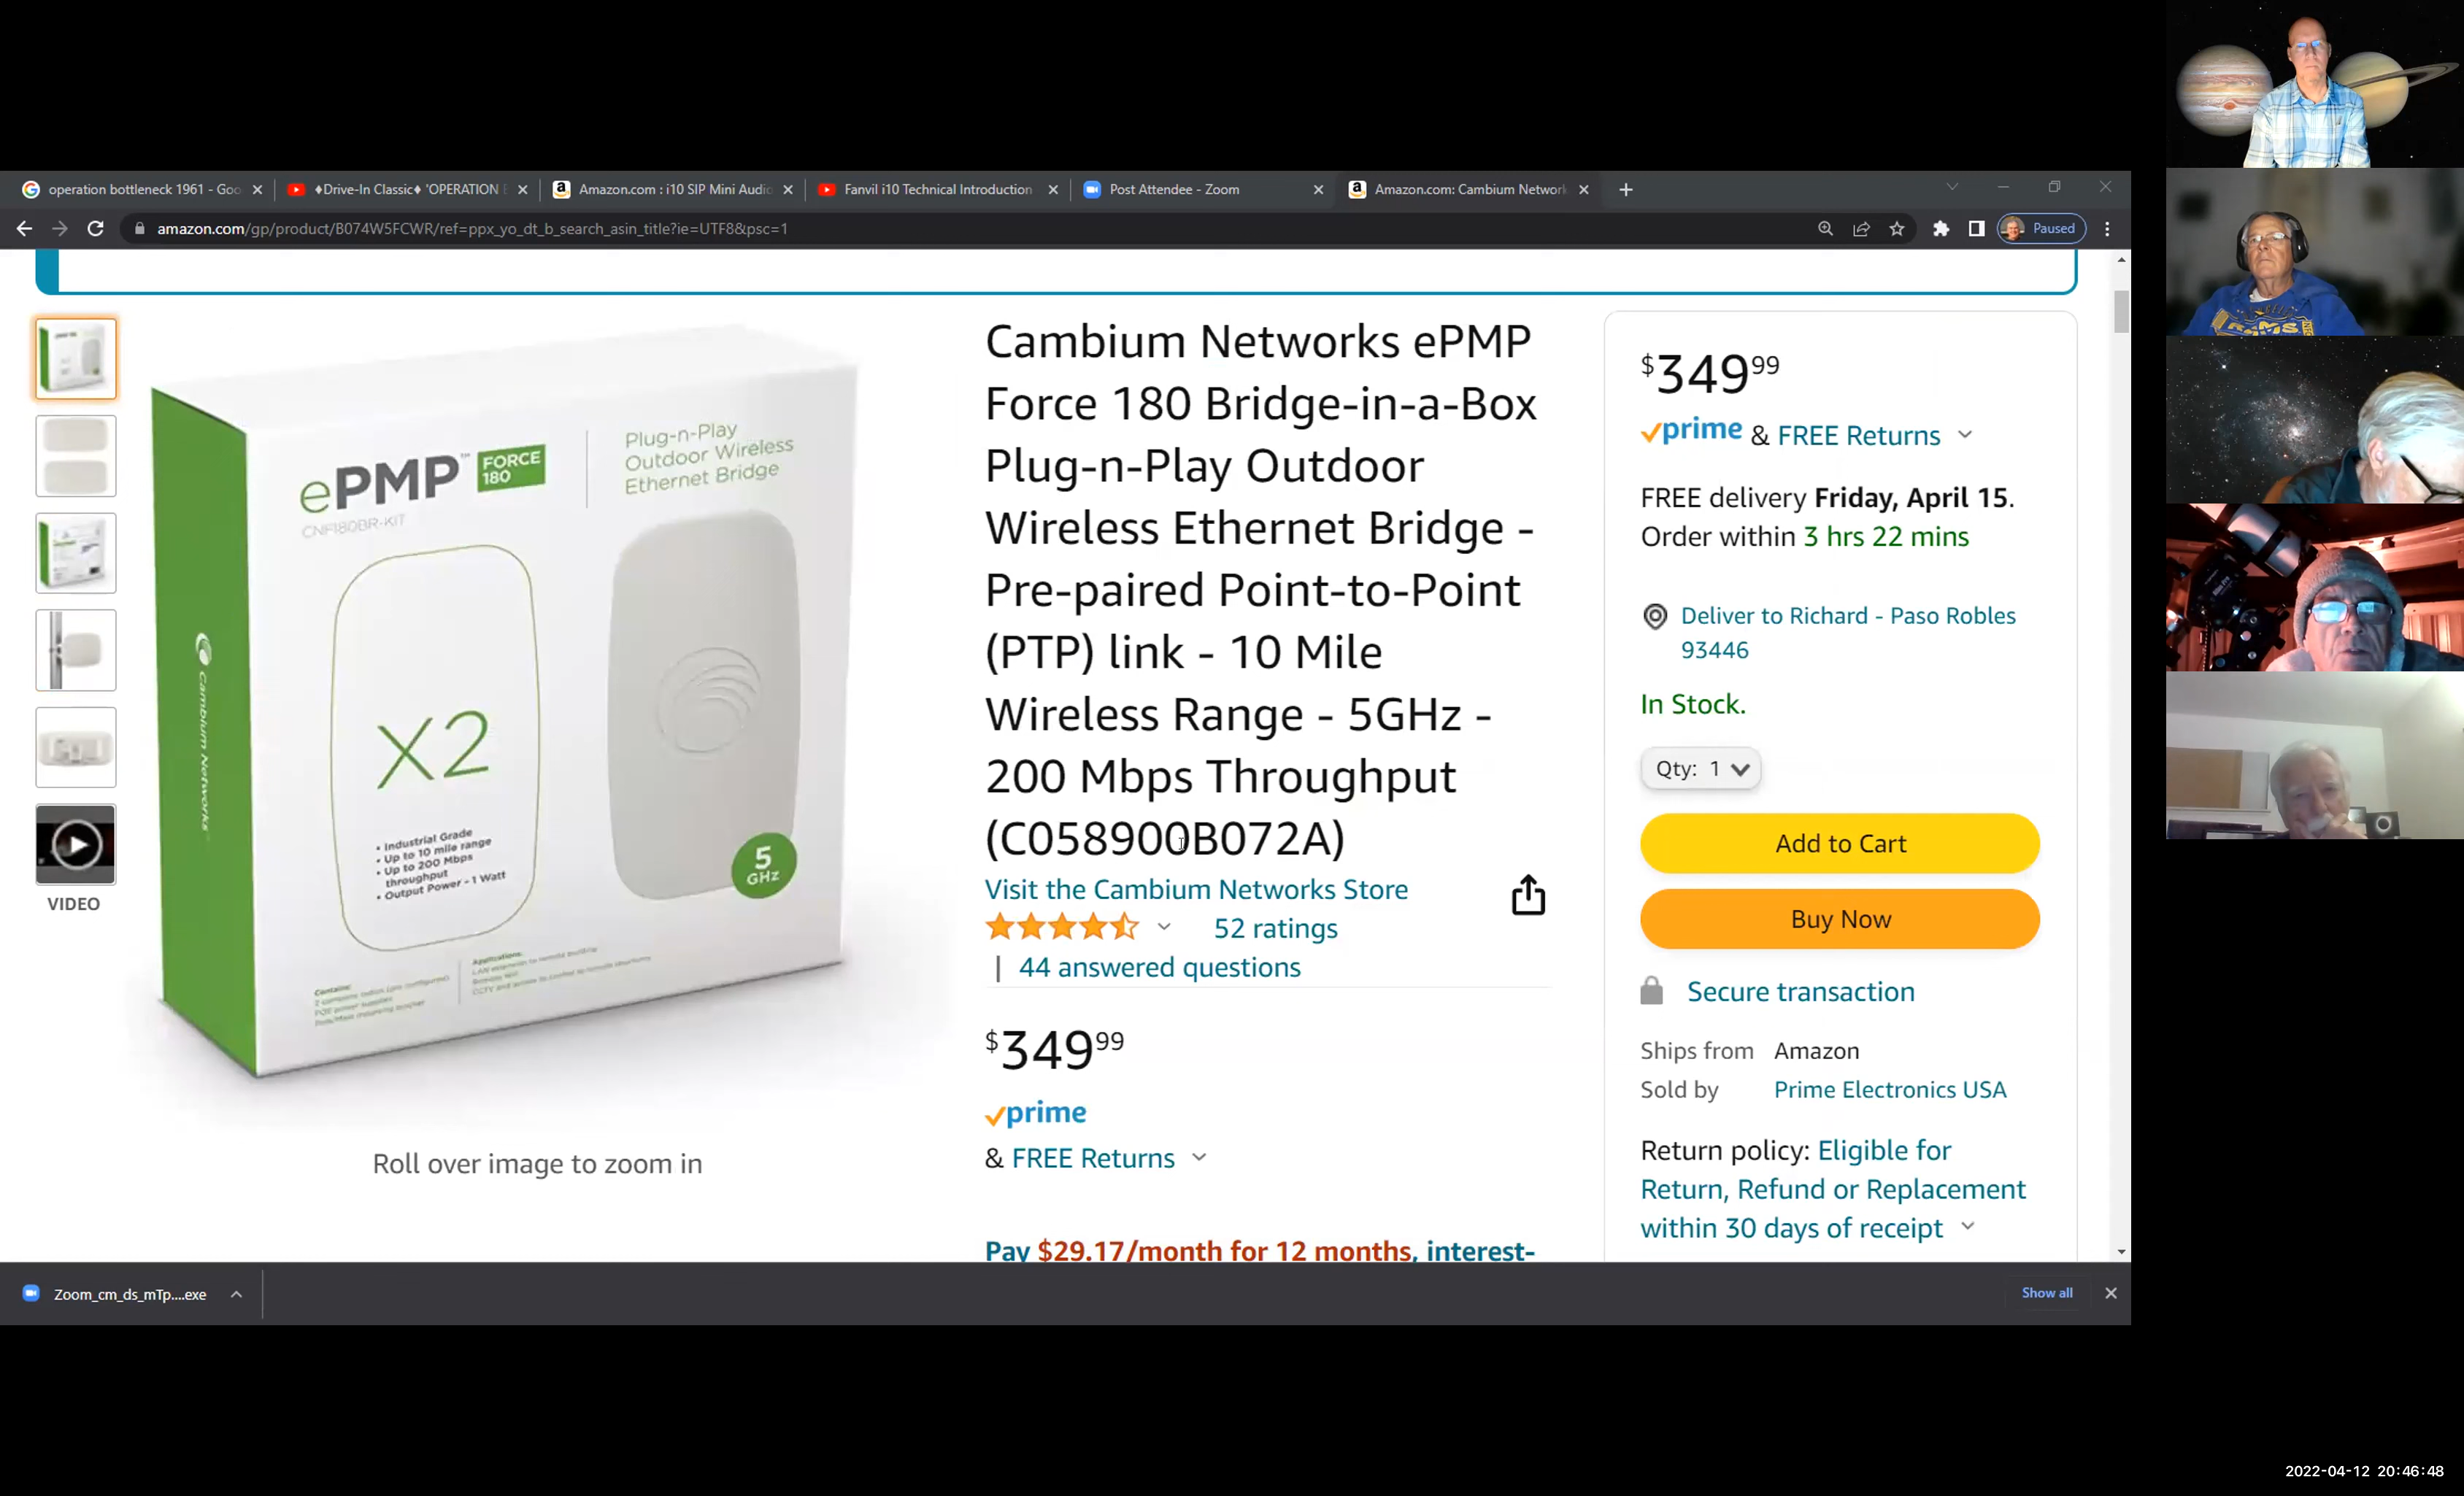 operation bottleneck 1961 - Goo
♦Drive-In Classic♦ 'OPERATION
Amazon.com : i10 SIP Mini Audio
Fanvil i10 Technical Introduction
Post Attendee - Zoom
Amazon.com: Cambium Network
amazon.com/gp/product/B074W5FCWR/ref=ppx_yo_dt_b_search_asin_title?ie=UTF8&psc=1
Paused
VIDEO
ePMP™ FORCE 180
CNF180BR-KIT
Plug-n-Play
Outdoor Wireless
Ethernet Bridge
Cambium Networks
X2
• Industrial Grade
• Up to 10 mile range
• Up to 200 Mbps
throughput
• Output Power - 1 Watt
5
GHz
Contains:
Applications:
Roll over image to zoom in
Cambium Networks ePMP
Force 180 Bridge-in-a-Box
Plug-n-Play Outdoor
Wireless Ethernet Bridge -
Pre-paired Point-to-Point
(PTP) link - 10 Mile
Wireless Range - 5GHz -
200 Mbps Throughput
(C058900B072A)
Visit the Cambium Networks Store
52 ratings
| 44 answered questions
$349 99
prime
& FREE Returns
Pay $29.17/month for 12 months, interest-
$349 99
prime & FREE Returns
FREE delivery Friday, April 15.
Order within 3 hrs 22 mins
Deliver to Richard - Paso Robles
93446
In Stock.
Qty: 1
Add to Cart
Buy Now
Secure transaction
Ships from Amazon
Sold by Prime Electronics USA
Return policy: Eligible for
Return, Refund or Replacement
within 30 days of receipt
Zoom_cm_ds_mTp....exe
Show all
RAMS
2022-04-12 20:46:48